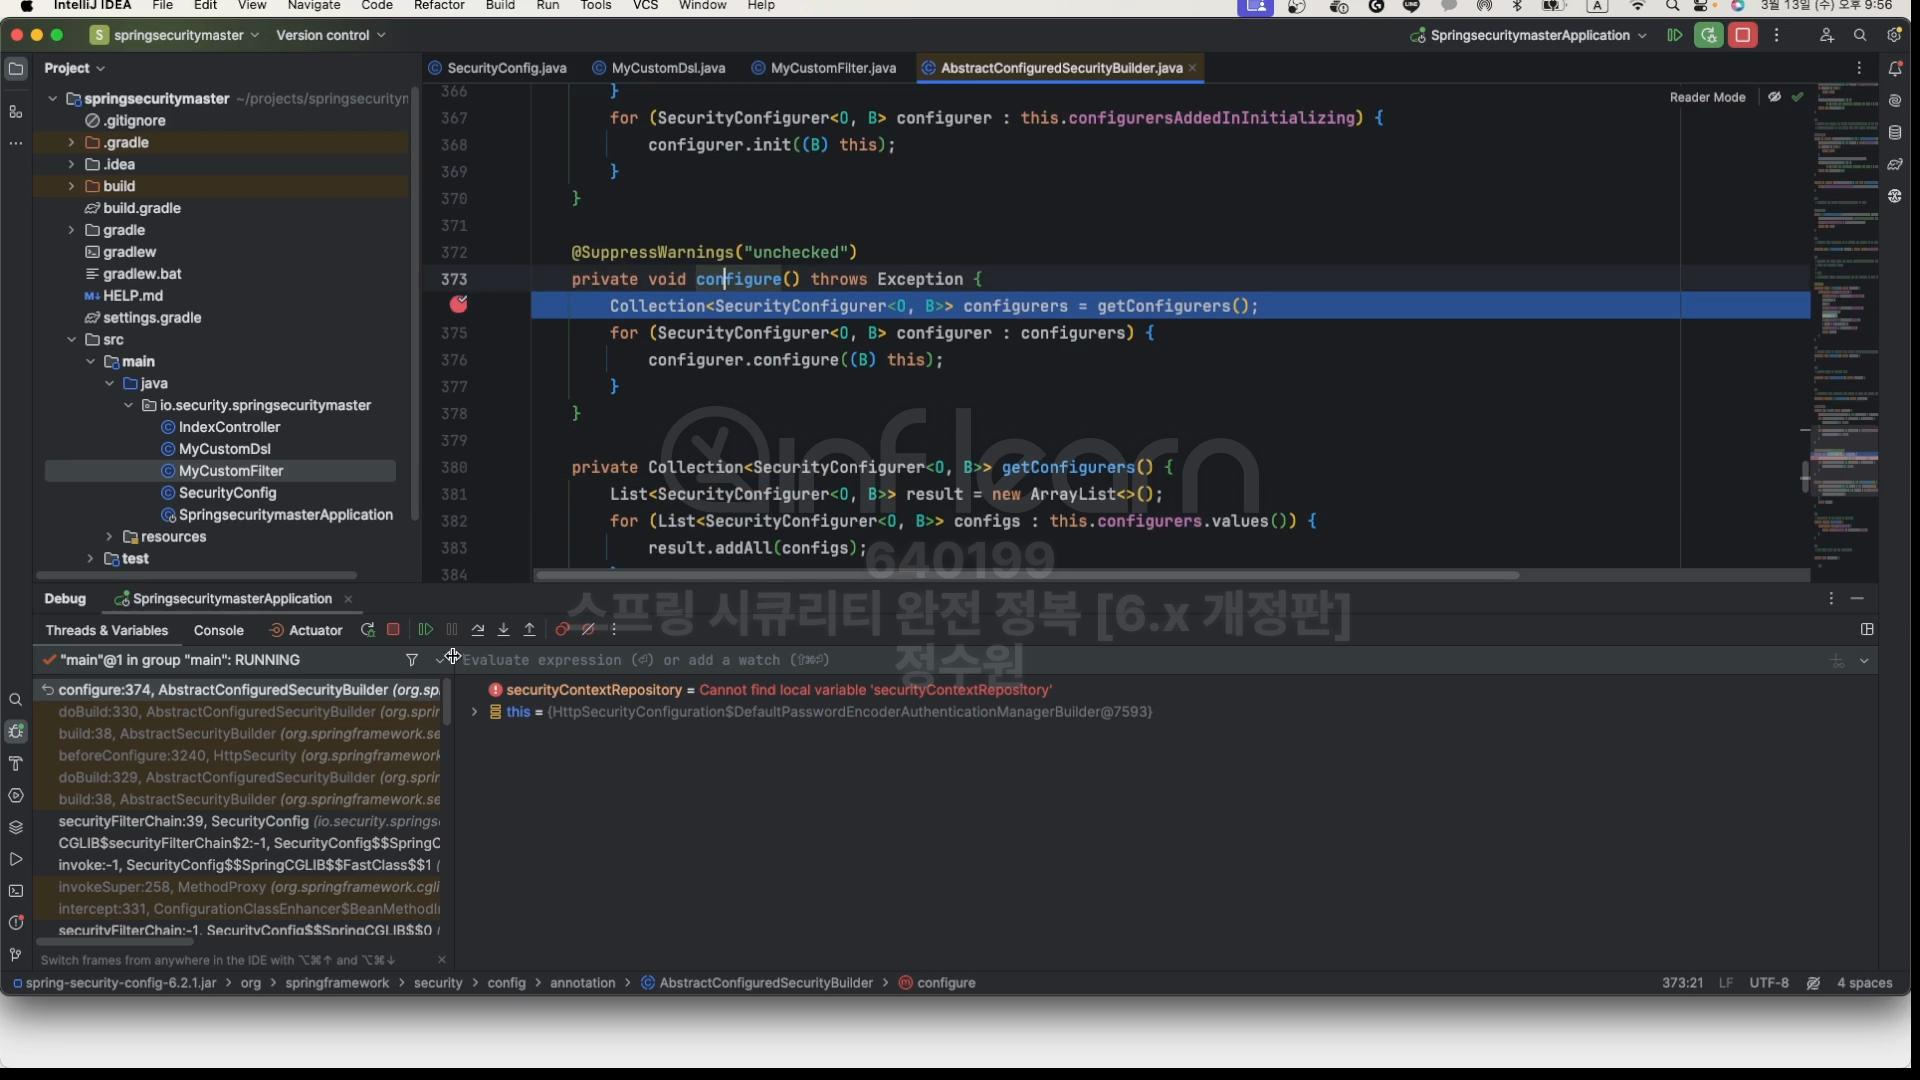 IntelliJ IDEA File Edit View Navigate Code Refactor Build Run Tools VCS Window Help A 3월 13일 (수) 오후 9:56
S springsecuritymaster Version control SpringsecuritymasterApplication
Project SecurityConfig.java MyCustomDsl.java MyCustomFilter.java AbstractConfiguredSecurityBuilder.java
Reader Mode
springsecuritymaster ~/projects/springsecurityn
.gitignore
.gradle
.idea
build
build.gradle
gradle
gradlew
gradlew.bat
M↓ HELP.md
settings.gradle
src
main
java
io.security.springsecuritymaster
IndexController
MyCustomDsl
MyCustomFilter
SecurityConfig
SpringsecuritymasterApplication
resources
test
366 }
367 for (SecurityConfigurer<O, B> configurer : this.configurersAddedInInitializing) {
368 configurer.init((B) this);
369 }
370 }
371
372 @SuppressWarnings("unchecked")
373 private void configure() throws Exception {
Collection<SecurityConfigurer<O, B>> configurers = getConfigurers();
375 for (SecurityConfigurer<O, B> configurer : configurers) {
376 configurer.configure((B) this);
377 }
378 }
379
380 private Collection<SecurityConfigurer<O, B>> getConfigurers() {
381 List<SecurityConfigurer<O, B>> result = new ArrayList<>();
382 for (List<SecurityConfigurer<O, B>> configs : this.configurers.values()) {
383 result.addAll(configs);
384
inflearn
640199
스프링 시큐리티 완전 정복 [6.x 개정판]
정수원
Debug SpringsecuritymasterApplication
Threads & Variables Console Actuator
"main"@1 in group "main": RUNNING
Evaluate expression (⏎) or add a watch (⇧⌘⏎)
configure:374, AbstractConfiguredSecurityBuilder (org.sp
doBuild:330, AbstractConfiguredSecurityBuilder (org.sprir
build:38, AbstractSecurityBuilder (org.springframework.se
beforeConfigure:3240, HttpSecurity (org.springframework
doBuild:329, AbstractConfiguredSecurityBuilder (org.sprir
build:38, AbstractSecurityBuilder (org.springframework.se
securityFilterChain:39, SecurityConfig (io.security.springs
CGLIB$securityFilterChain$2:-1, SecurityConfig$$SpringC
invoke:-1, SecurityConfig$$SpringCGLIB$$FastClass$$1 (
invokeSuper:258, MethodProxy (org.springframework.cgli
intercept:331, ConfigurationClassEnhancer$BeanMethodI
securityFilterChain:-1, SecurityConfig$$SpringCGLIB$$0 (
securityContextRepository = Cannot find local variable 'securityContextRepository'
this = {HttpSecurityConfiguration$DefaultPasswordEncoderAuthenticationManagerBuilder@7593}
Switch frames from anywhere in the IDE with ⌥⌘↑ and ⌥⌘↓
spring-security-config-6.2.1.jar > org > springframework > security > config > annotation > AbstractConfiguredSecurityBuilder > configure 373:21 LF UTF-8 4 spaces